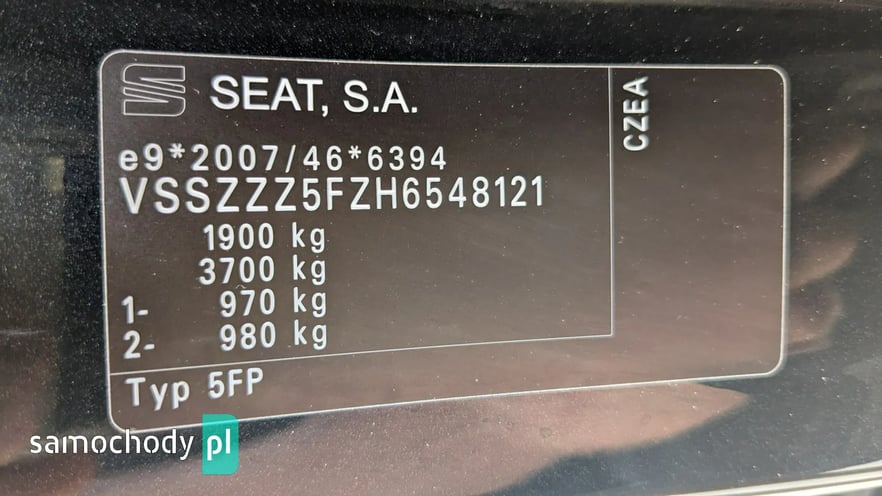 SEAT, S.A.
CZEA
e9*2007/46*6394
VSSZZZ5FZH6548121
1900 kg
3700 kg
1- 970 kg
2- 980 kg
Typ 5FP
samochody pl